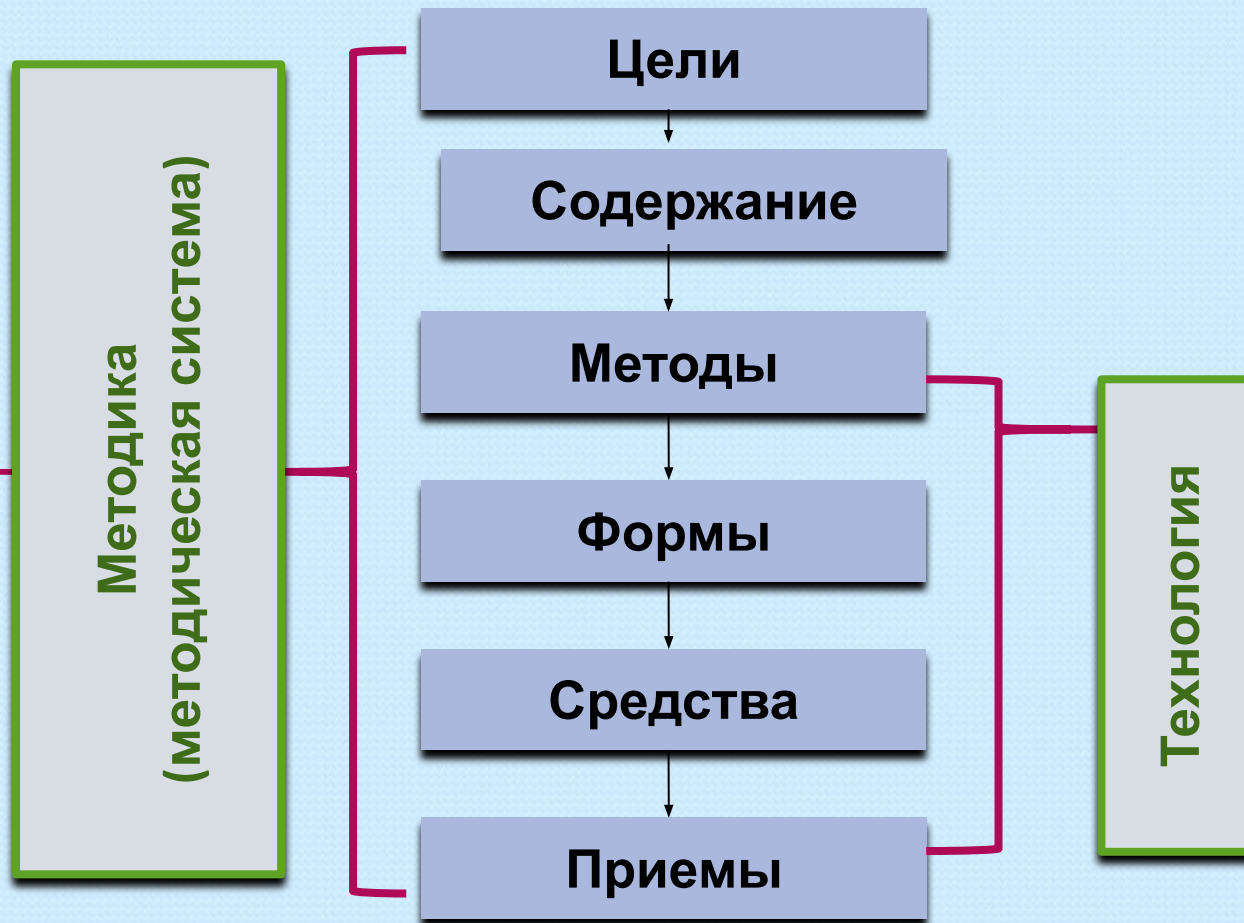 Методика
(методическая система)
Цели
Содержание
Методы
Формы
Средства
Приемы
Технология